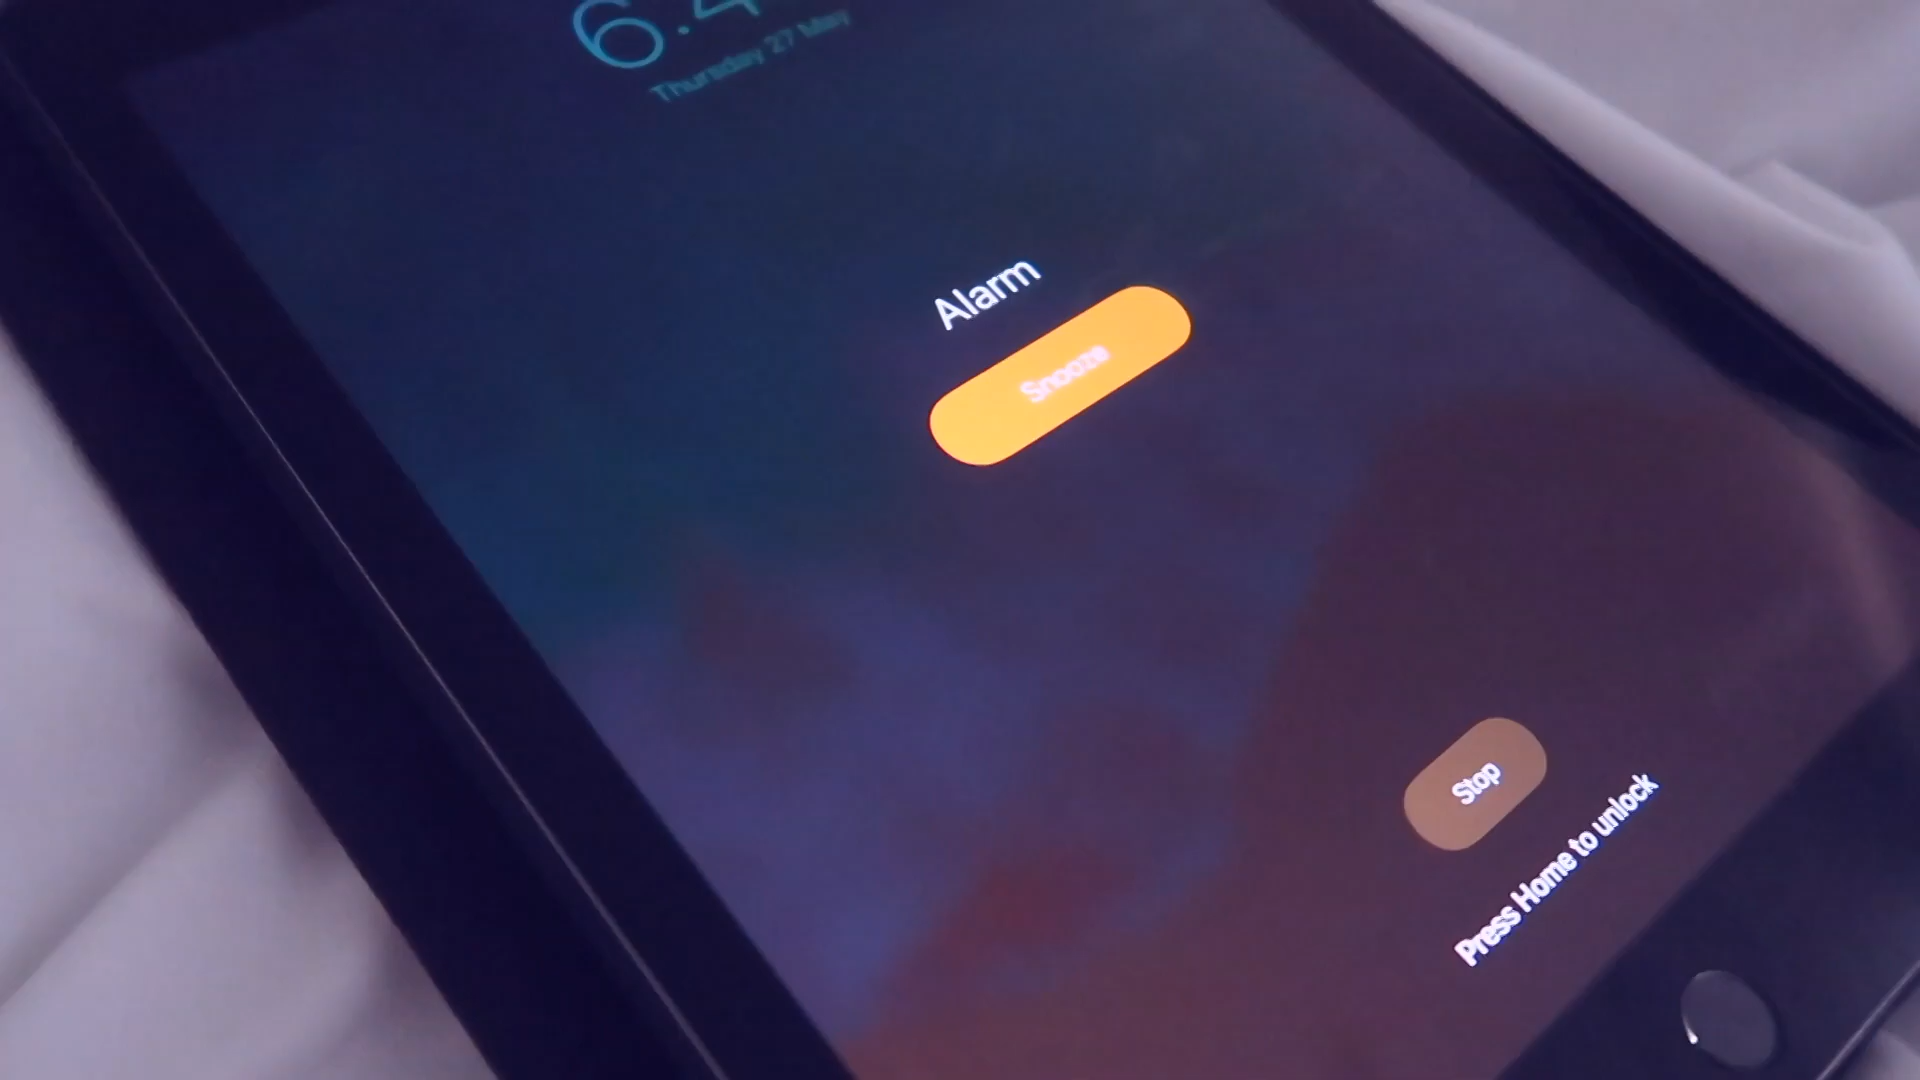 Thursday 27 May
Alarm
Snooze
Stop
Press Home to unlock